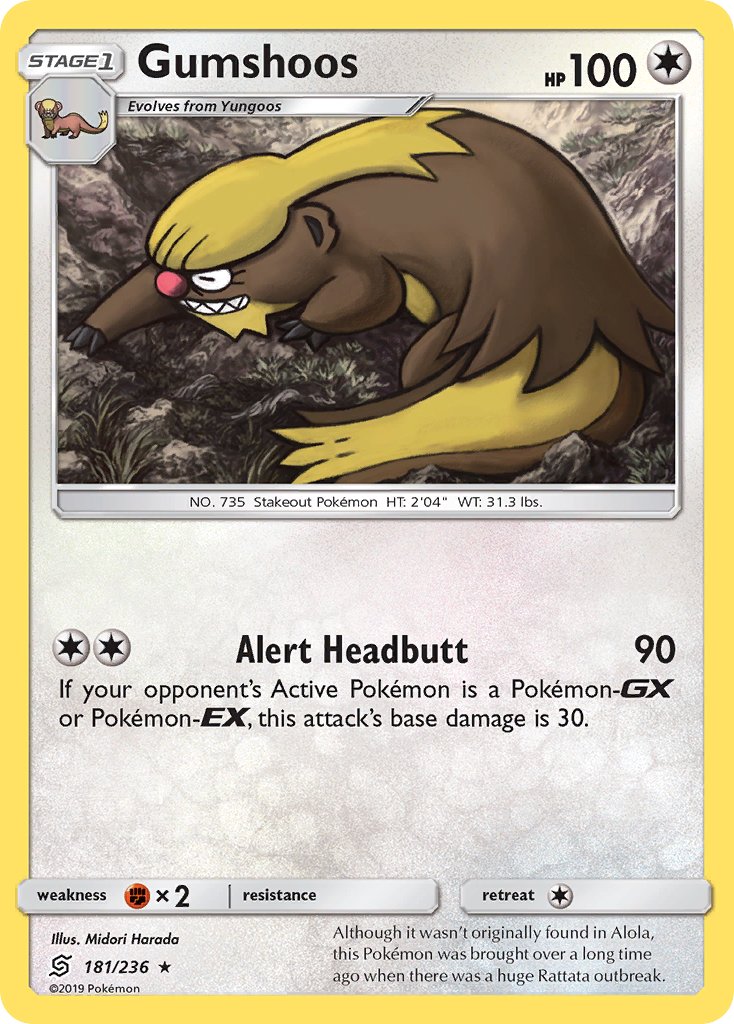 STAGE1
Gumshoos
HP 100
Evolves from Yungoos
NO. 735 Stakeout Pokémon HT: 2'04" WT: 31.3 lbs.
Alert Headbutt 90
If your opponent's Active Pokémon is a Pokémon-GX
or Pokémon-EX, this attack's base damage is 30.
weakness ×2 resistance retreat
Illus. Midori Harada
181/236
©2019 Pokémon
Although it wasn't originally found in Alola,
this Pokémon was brought over a long time
ago when there was a huge Rattata outbreak.